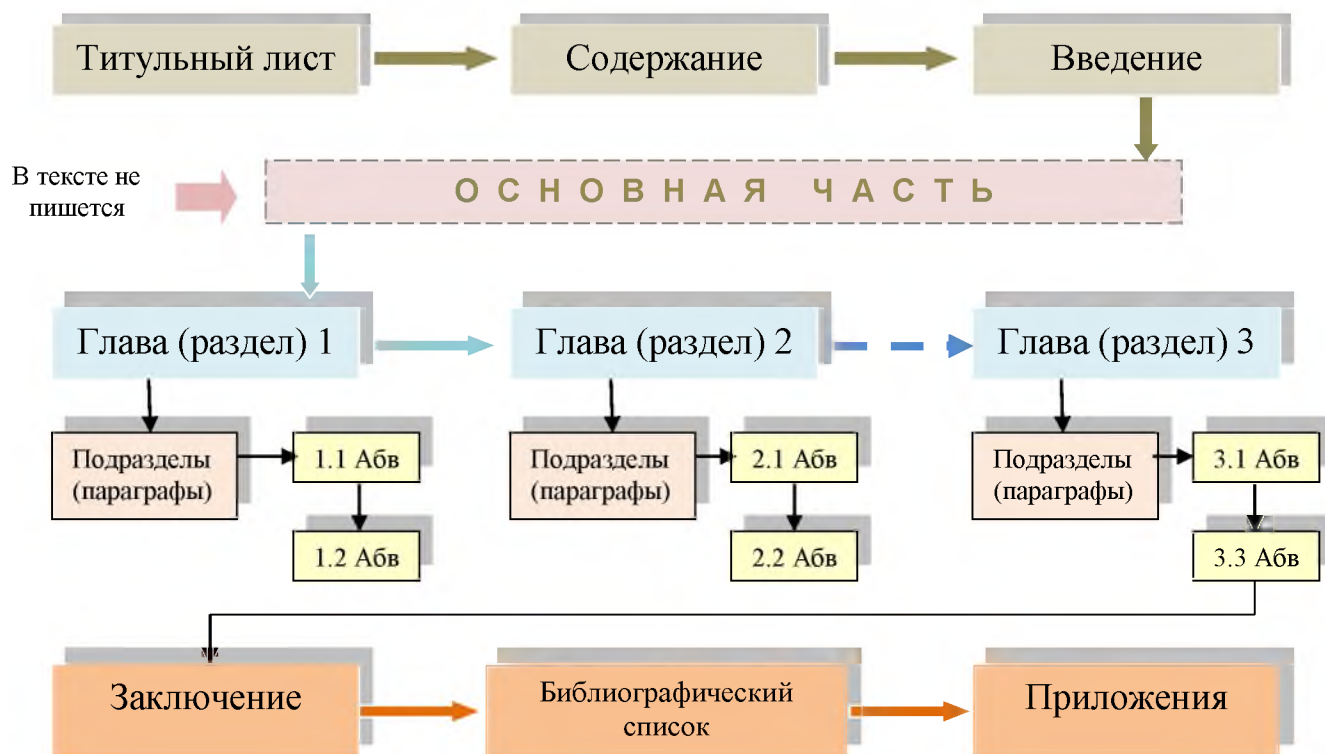 Титульный лист
Содержание
Введение
В тексте не
пишется
ОСНОВНАЯ ЧАСТЬ
Глава (раздел) 1
Глава (раздел) 2
Глава (раздел) 3
Подразделы
(параграфы)
1.1 Абв
1.2 Абв
Подразделы
(параграфы)
2.1 Абв
2.2 Абв
Подразделы
(параграфы)
3.1 Абв
3.3 Абв
Заключение
Библиографический
список
Приложения